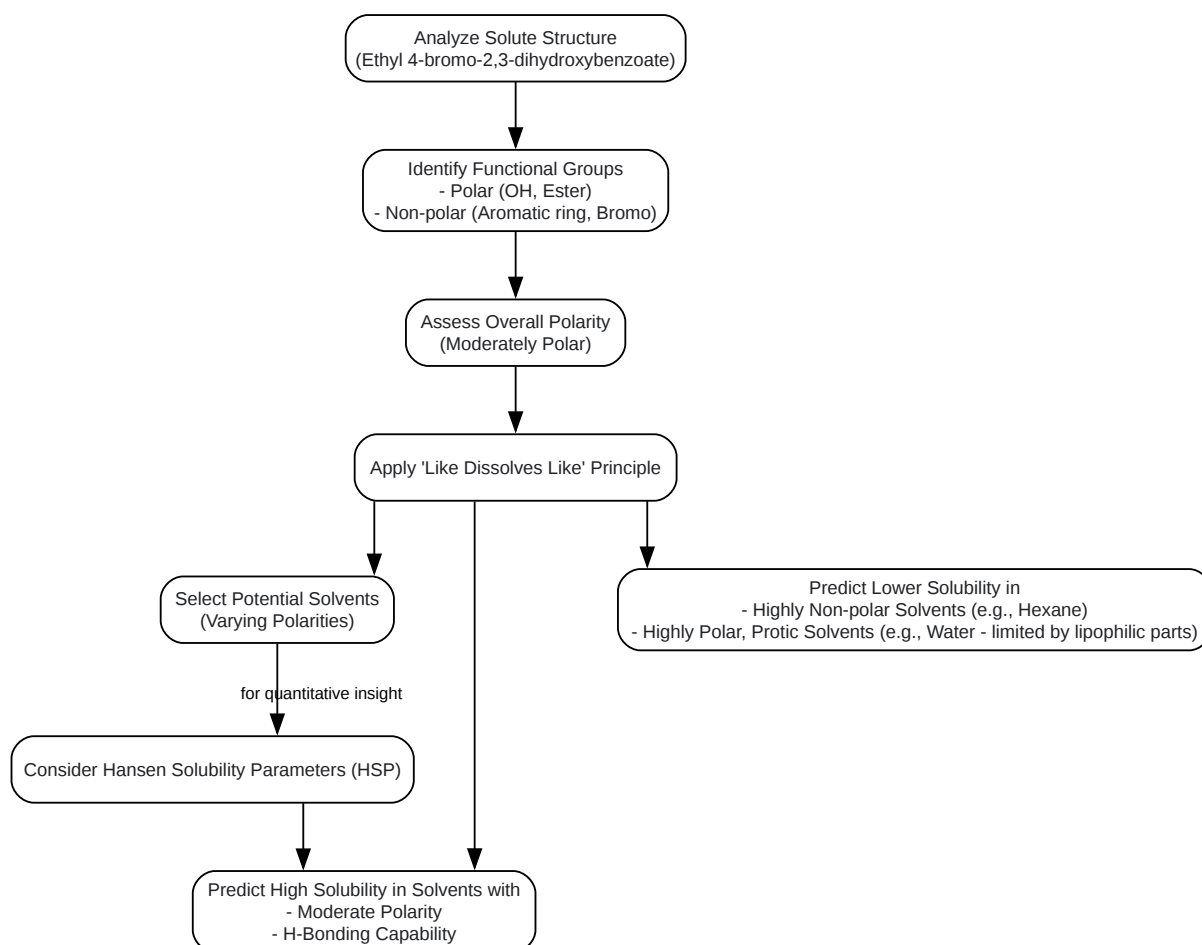 Analyze Solute Structure
(Ethyl 4-bromo-2,3-dihydroxybenzoate)
Identify Functional Groups
- Polar (OH, Ester)
- Non-polar (Aromatic ring, Bromo)
Assess Overall Polarity
(Moderately Polar)
Apply 'Like Dissolves Like' Principle
Select Potential Solvents
(Varying Polarities)
Predict Lower Solubility in
- Highly Non-polar Solvents (e.g., Hexane)
- Highly Polar, Protic Solvents (e.g., Water - limited by lipophilic parts)
for quantitative insight
Consider Hansen Solubility Parameters (HSP)
Predict High Solubility in Solvents with
- Moderate Polarity
- H-Bonding Capability